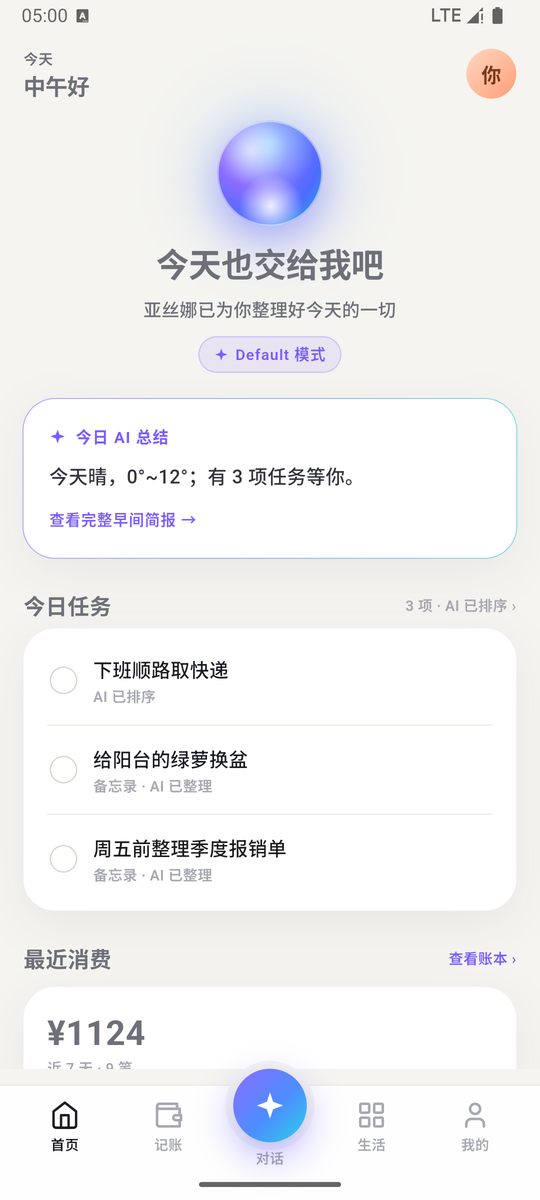 05:00 A LTE
今天
中午好
你
今天也交给我吧
亚丝娜已为你整理好今天的一切
Default 模式
今日 AI 总结
今天晴，0°~12°；有 3 项任务等你。
查看完整早间简报 →
今日任务
3 项 · AI 已排序 ›
下班顺路取快递
AI 已排序
给阳台的绿萝换盆
备忘录 · AI 已整理
周五前整理季度报销单
备忘录 · AI 已整理
最近消费
查看账本 ›
¥1124
近 7 天 · 9 笔
首页
记账
对话
生活
我的